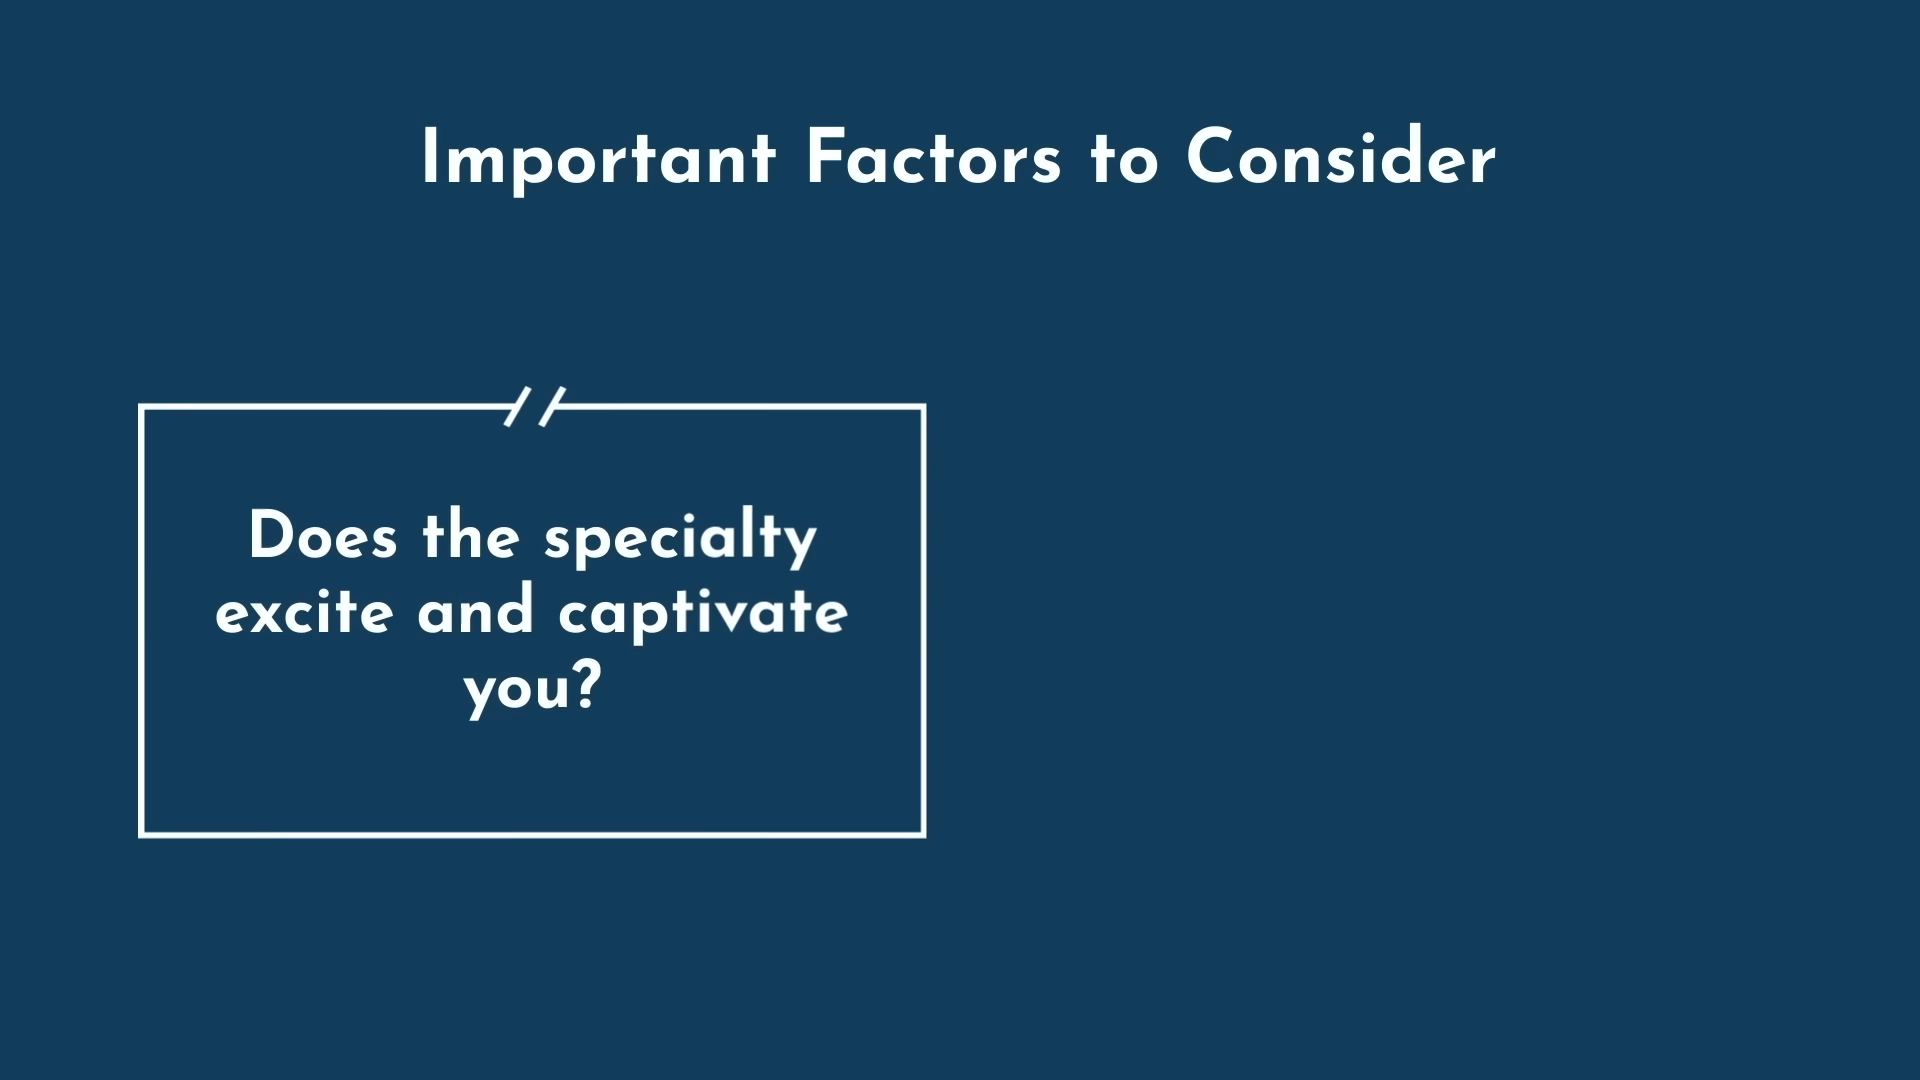 Important Factors to Consider
Does the specialty
excite and captivate
you?